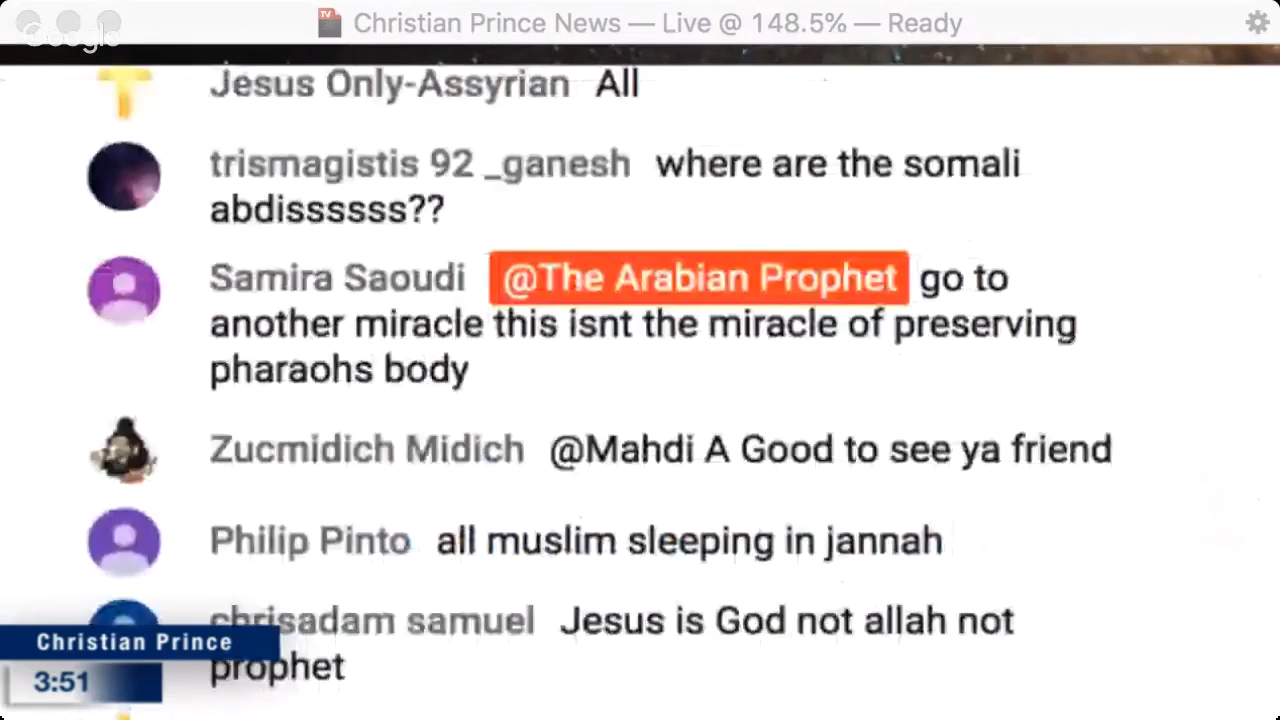 Christian Prince News — Live @ 148.5% — Ready
Google
Jesus Only-Assyrian All
trismagistis 92 _ganesh where are the somali
abdissssss??
Samira Saoudi @The Arabian Prophet go to
another miracle this isnt the miracle of preserving
pharaohs body
Zucmidich Midich @Mahdi A Good to see ya friend
Philip Pinto all muslim sleeping in jannah
chrisadam samuel Jesus is God not allah not
prophet
Christian Prince
3:51